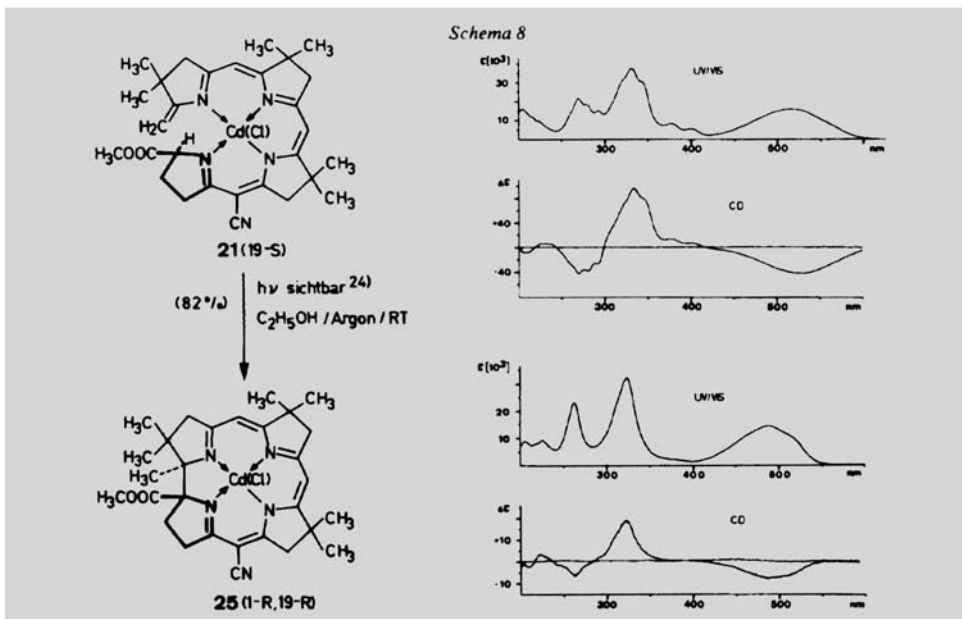 Schema 8
H₃C CH₃
H₃C
H₃C
H₂C
N N
Cd(Cl)
H
H₃COOC
N N
CH₃
CH₃
CN
21 (19-S)
(82%)
hν sichtbar 24)
C₂H₅OH / Argon / RT
H₃C CH₃
H₃C
H₃C
H₃C
N N
Cd(Cl)
H₃COOC
N N
CH₃
CH₃
CN
25 (1-R, 19-R)
ε[10³]
UV/VIS
30
10
300 400 500 nm
Δε
CD
+40
-40
300 400 500 nm
ε[10³]
UV/VIS
20
10
300 400 500 nm
Δε
CD
+10
-10
300 400 500 nm